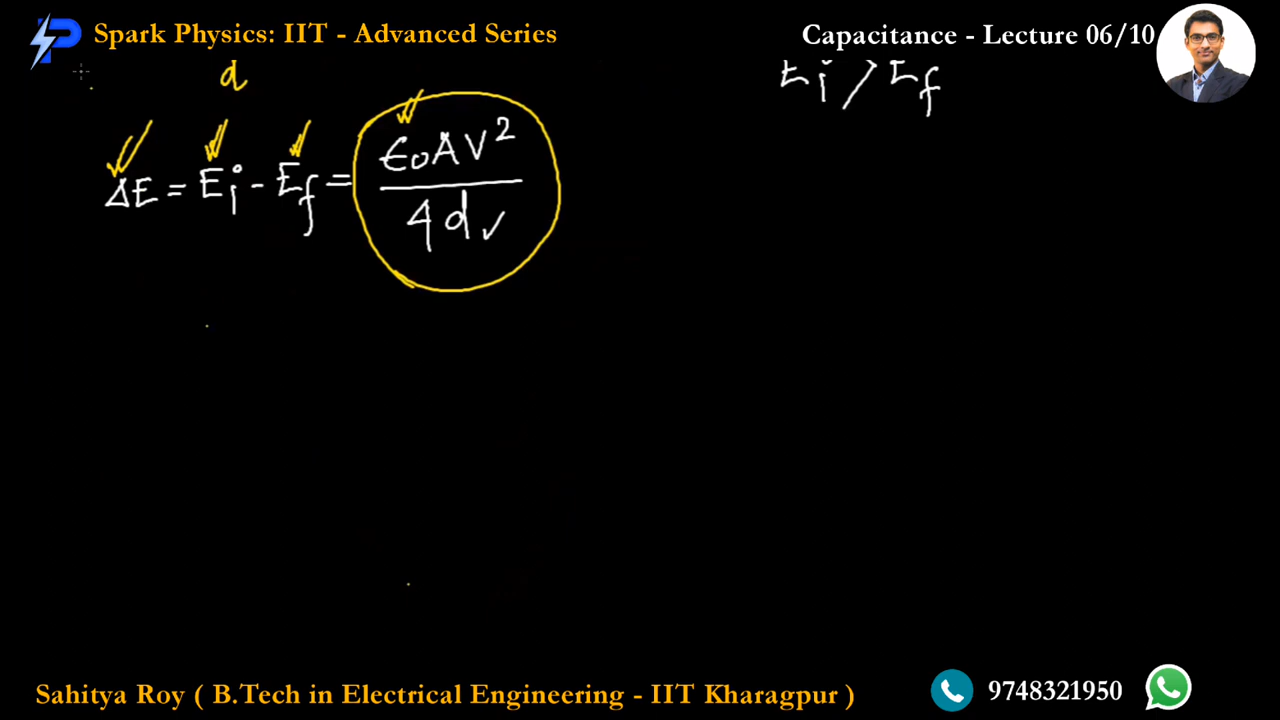 Spark Physics: IIT - Advanced Series
Capacitance - Lecture 06/10
d
Ei > Ef
ΔE = Ei - Ef = ϵ0AV²
4d
Sahitya Roy ( B.Tech in Electrical Engineering - IIT Kharagpur )
9748321950